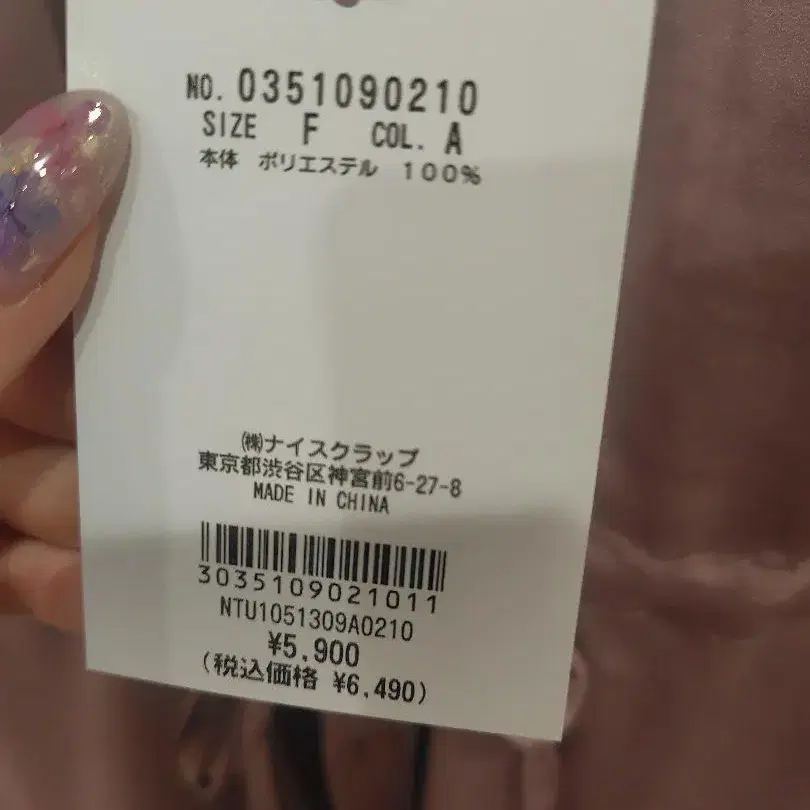 NO. 0351090210
SIZE F COL. A
本体 ポリエステル 100%
㈱ナイスクラップ
東京都渋谷区神宮前6-27-8
MADE IN CHINA
3035109021011
NTU1051309A0210
¥5,900
(税込価格 ¥6,490)